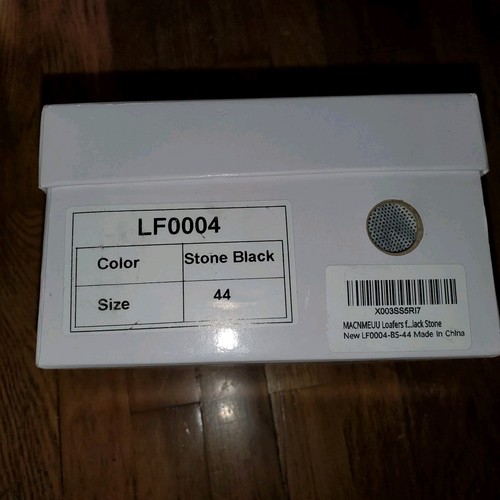 LF0004
Color Stone Black
Size 44
X003SS5RI7
MACNMEUU Loafers f...lack Stone
New LF0004-BS-44 Made In China